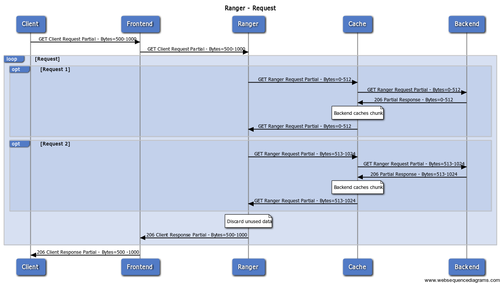 Ranger - Request
Client Frontend Ranger Cache Backend
GET Client Request Partial - Bytes=500-1000
GET Client Request Partial - Bytes=500-1000
loop [Request]
opt [Request 1]
GET Ranger Request Partial - Bytes=0-512
GET Ranger Request Partial - Bytes=0-512
206 Partial Response - Bytes=0-512
Backend caches chunk
GET Ranger Request Partial - Bytes=0-512
opt [Request 2]
GET Ranger Request Partial - Bytes=513-1024
GET Ranger Request Partial - Bytes=513-1024
206 Partial Response - Bytes=513-1024
Backend caches chunk
GET Ranger Request Partial - Bytes=513-1024
Discard unused data
206 Client Response Partial - Bytes=500-1000
206 Client Response Partial - Bytes=500 -1000
Client Frontend Ranger Cache Backend
www.websequencediagrams.com